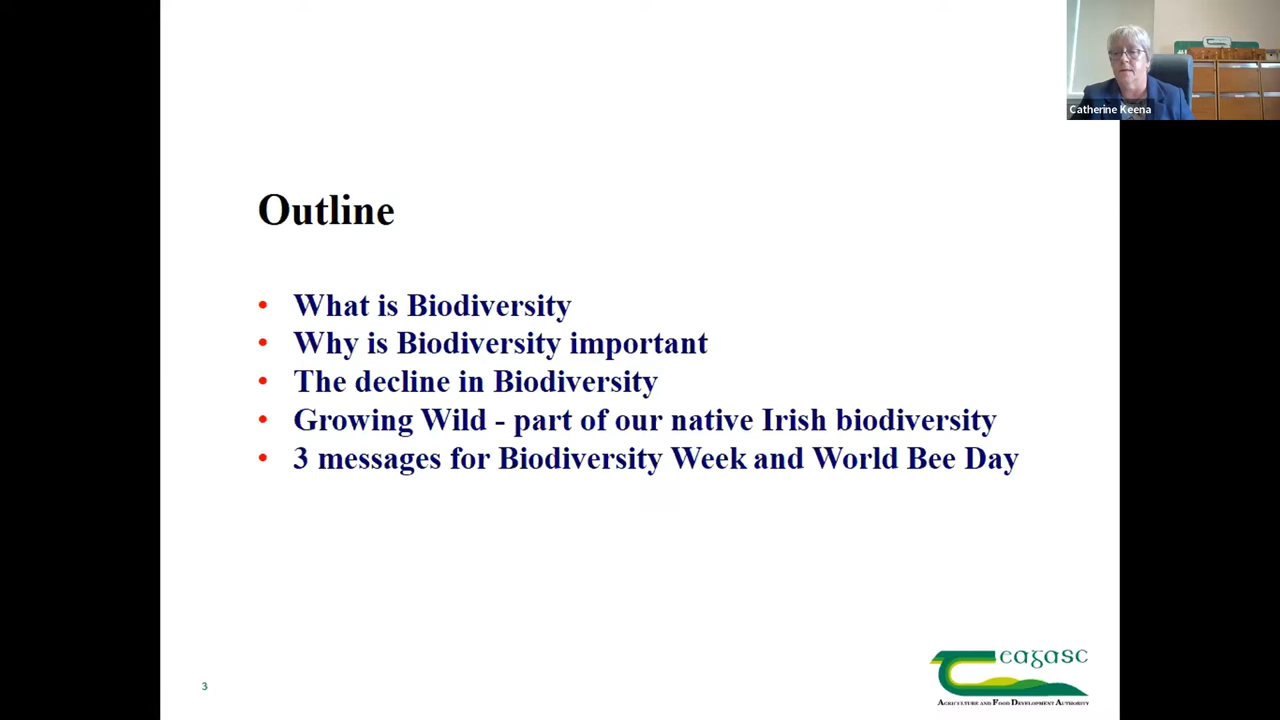 Catherine Keena
Outline
• What is Biodiversity
• Why is Biodiversity important
• The decline in Biodiversity
• Growing Wild - part of our native Irish biodiversity
• 3 messages for Biodiversity Week and World Bee Day
3
Teagasc
AGRICULTURE AND FOOD DEVELOPMENT AUTHORITY